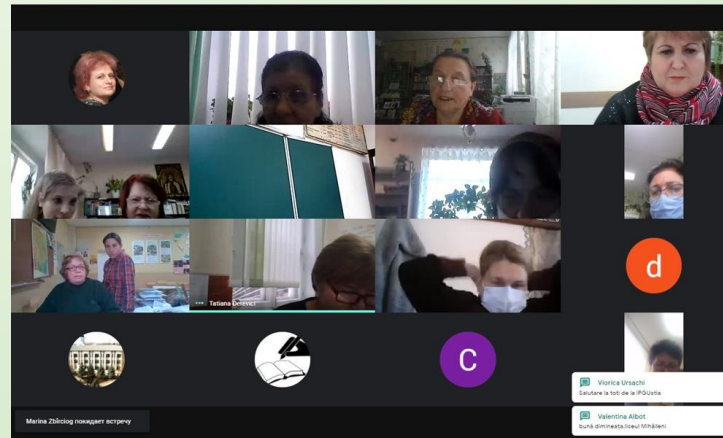 d
Tatiana Delevici
C
Viorica Ursachi
Salutare la toti de la IPGUstia
Valentina Albot
bună dimineața.liceul Mihăileni
Marina Zbîrciog покидает встречу